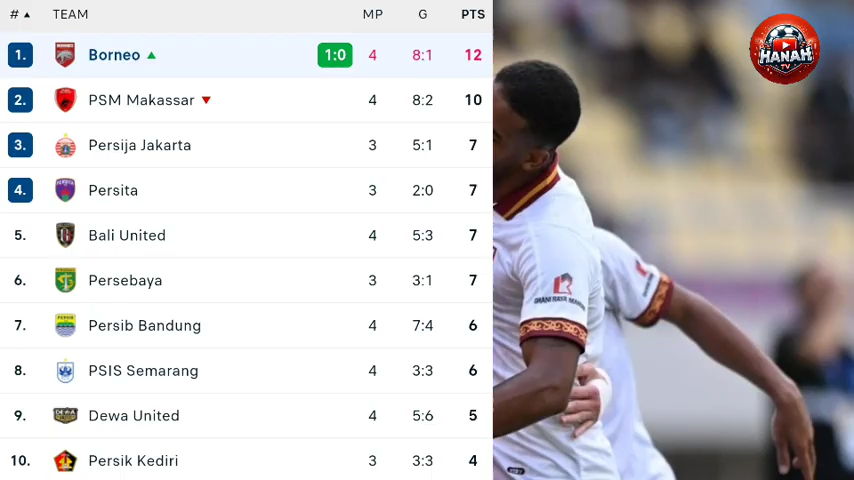 # TEAM MP G PTS
1. Borneo 1:0 4 8:1 12
2. PSM Makassar 4 8:2 10
3. Persija Jakarta 3 5:1 7
4. Persita 3 2:0 7
5. Bali United 4 5:3 7
6. Persebaya 3 3:1 7
7. Persib Bandung 4 7:4 6
8. PSIS Semarang 4 3:3 6
9. Dewa United 4 5:6 5
10. Persik Kediri 3 3:3 4
HANAH
TV